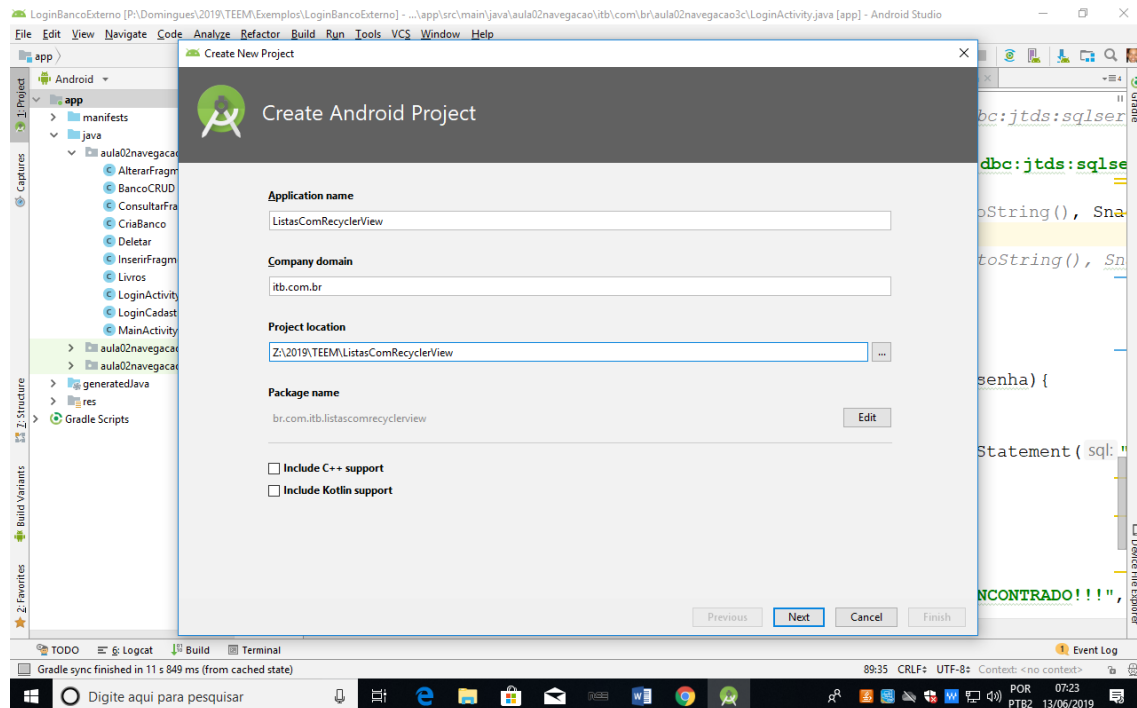 LoginBancoExterno [P:\Domingues\2019\TEEM\Exemplos\LoginBancoExterno] - ...\app\src\main\java\aula02navegacao\itb\com\br\aula02navegacao3c\LoginActivity.java [app] - Android Studio
File Edit View Navigate Code Analyze Refactor Build Run Tools VCS Window Help
app
Create New Project
1: Project
Captures
Z: Structure
Build Variants
2: Favorites
Android
app
manifests
java
aula02navegacao
AlterarFragm
BancoCRUD
ConsultarFra
CriaBanco
Deletar
InserirFragm
Livros
LoginActivity
LoginCadast
MainActivity
aula02navegacao
aula02navegacao
generatedJava
res
Gradle Scripts
Create Android Project
Application name
ListasComRecyclerView
Company domain
itb.com.br
Project location
Z:\2019\TEEM\ListasComRecyclerView
...
Package name
br.com.itb.listascomrecyclerview
Edit
Include C++ support
Include Kotlin support
Previous Next Cancel Finish
bc:jtds:sqlser
dbc:jtds:sqlse
oString(), Sna
toString(), Sn
senha){
Statement( sql: "
NCONTRADO!!!",
Gradle
Device File Explorer
TODO 6: Logcat Build Terminal 1 Event Log
Gradle sync finished in 11 s 849 ms (from cached state) 89:35 CRLF UTF-8 Context: <no context>
Digite aqui para pesquisar
POR 07:23
PTB2 13/06/2019